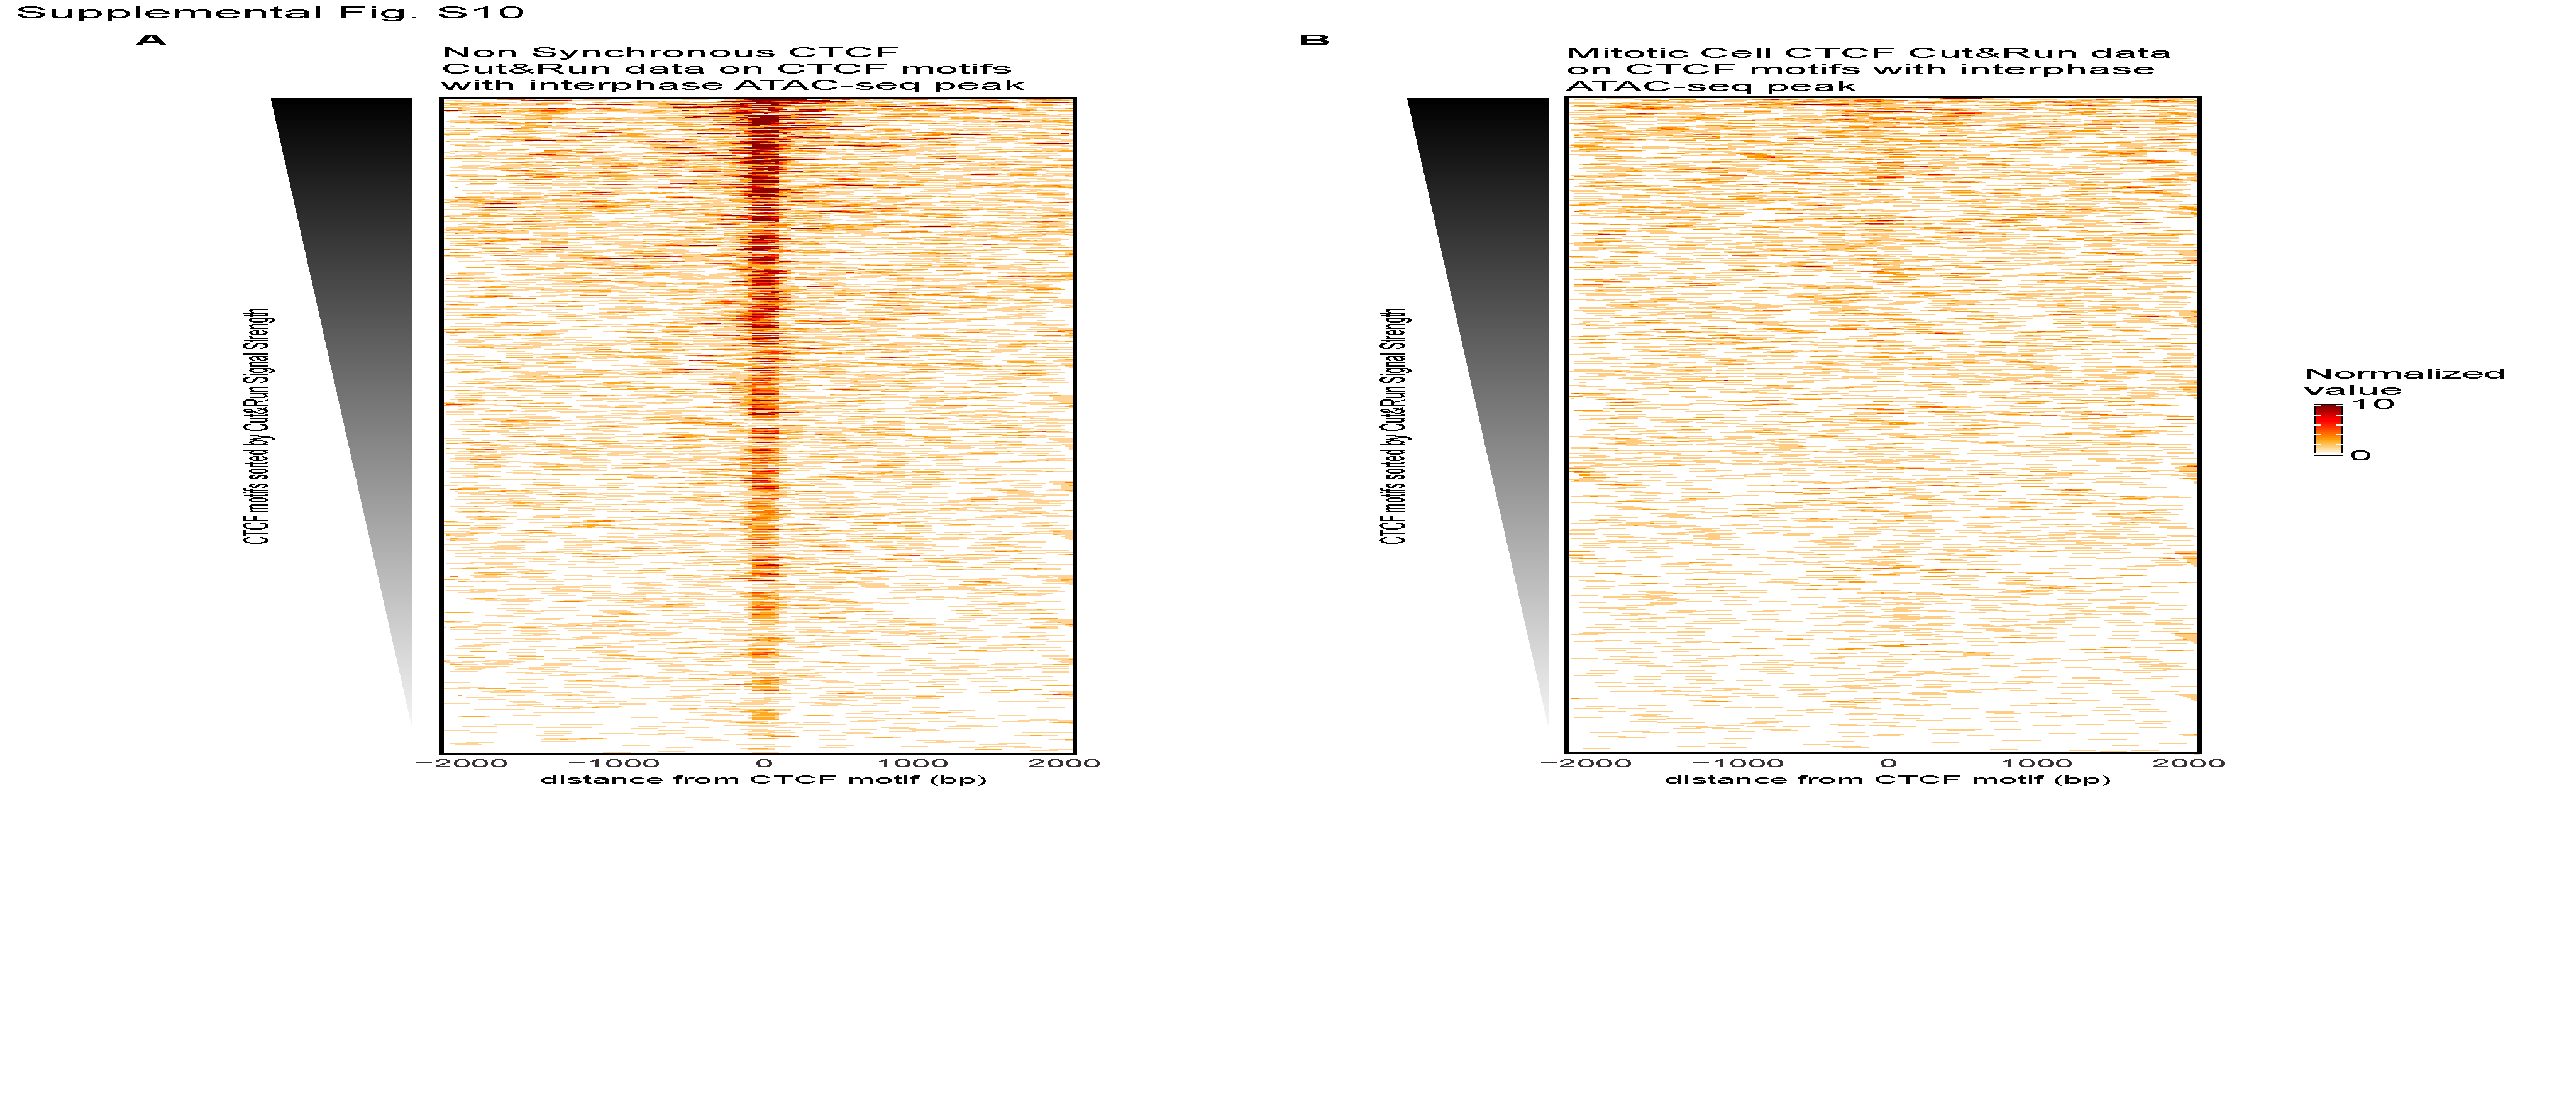 Supplemental Fig. S10
A
Non Synchronous CTCF
Cut&Run data on CTCF motifs
with interphase ATAC-seq peak
CTCF motifs sorted by Cut&Run Signal Strength
−2000 −1000 0 1000 2000
distance from CTCF motif (bp)
B
Mitotic Cell CTCF Cut&Run data
on CTCF motifs with interphase
ATAC-seq peak
CTCF motifs sorted by Cut&Run Signal Strength
−2000 −1000 0 1000 2000
distance from CTCF motif (bp)
Normalized
value
10
0